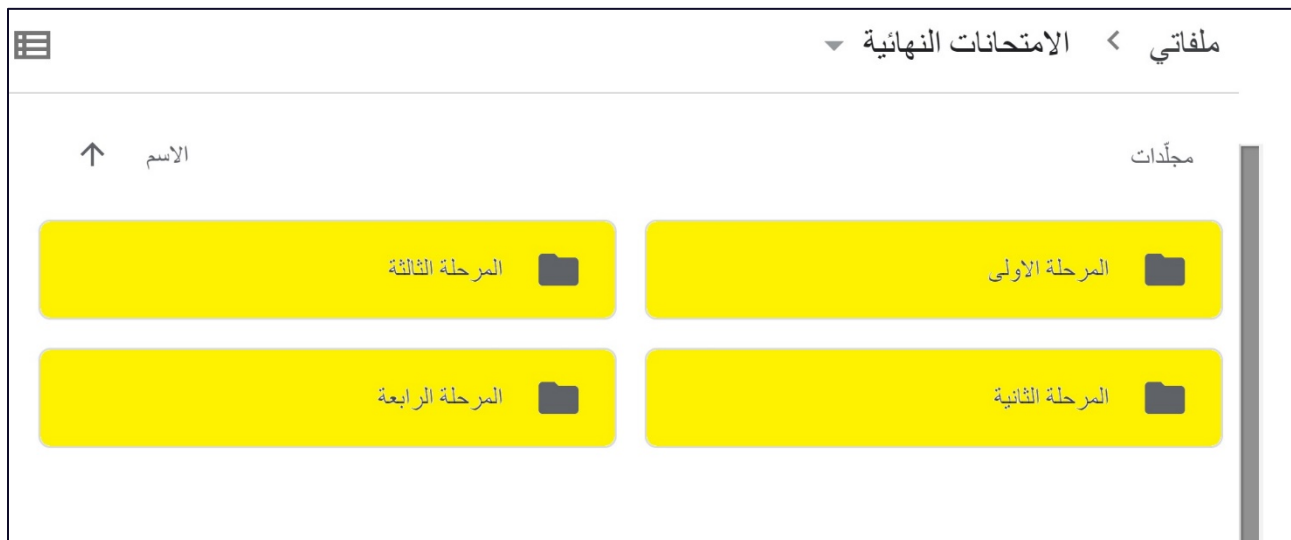 ملفاتي > الامتحانات النهائية
مجلّدات الاسم
المرحلة الاولى المرحلة الثالثة
المرحلة الثانية المرحلة الرابعة